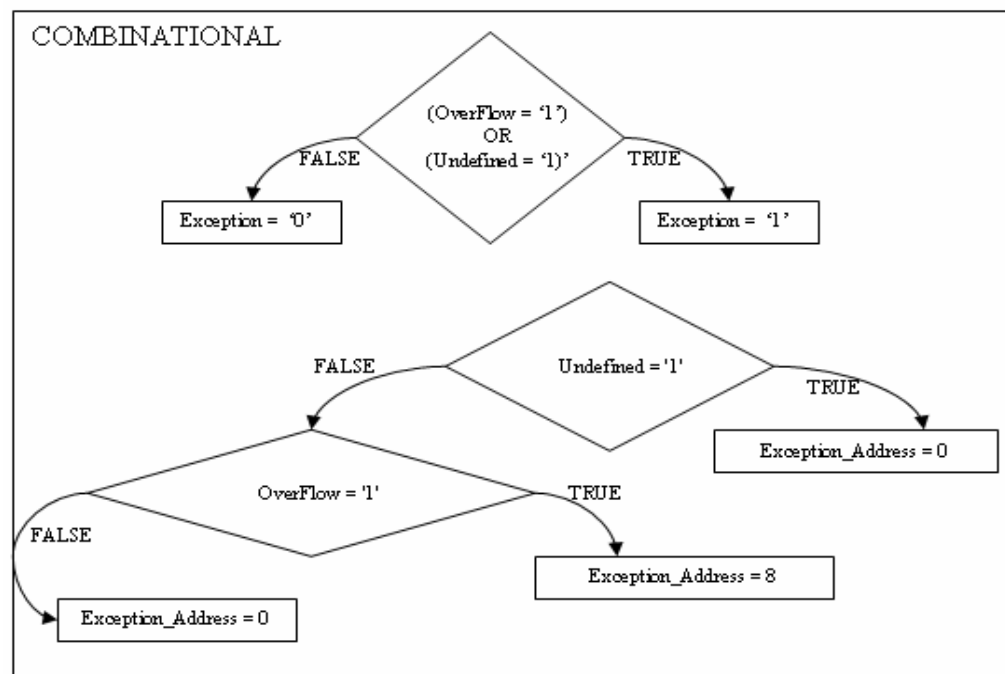 COMBINATIONAL
(OverFlow = ‘1’)
OR
(Undefined = ‘1)’
FALSE
TRUE
Exception = ‘0’
Exception = ‘1’
Undefined = '1'
FALSE
TRUE
Exception_Address = 0
OverFlow = '1'
TRUE
FALSE
Exception_Address = 8
Exception_Address = 0